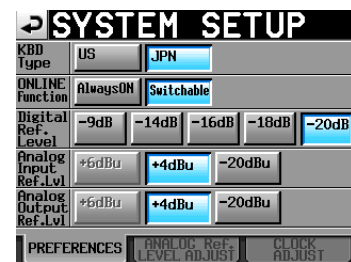 SYSTEM SETUP
KBD Type US JPN
ONLINE Function AlwaysON Switchable
Digital Ref. Level -9dB -14dB -16dB -18dB -20dB
Analog Input Ref.Lvl +6dBu +4dBu -20dBu
Analog Output Ref.Lvl +6dBu +4dBu -20dBu
PREFERENCES ANALOG Ref. LEVEL ADJUST CLOCK ADJUST